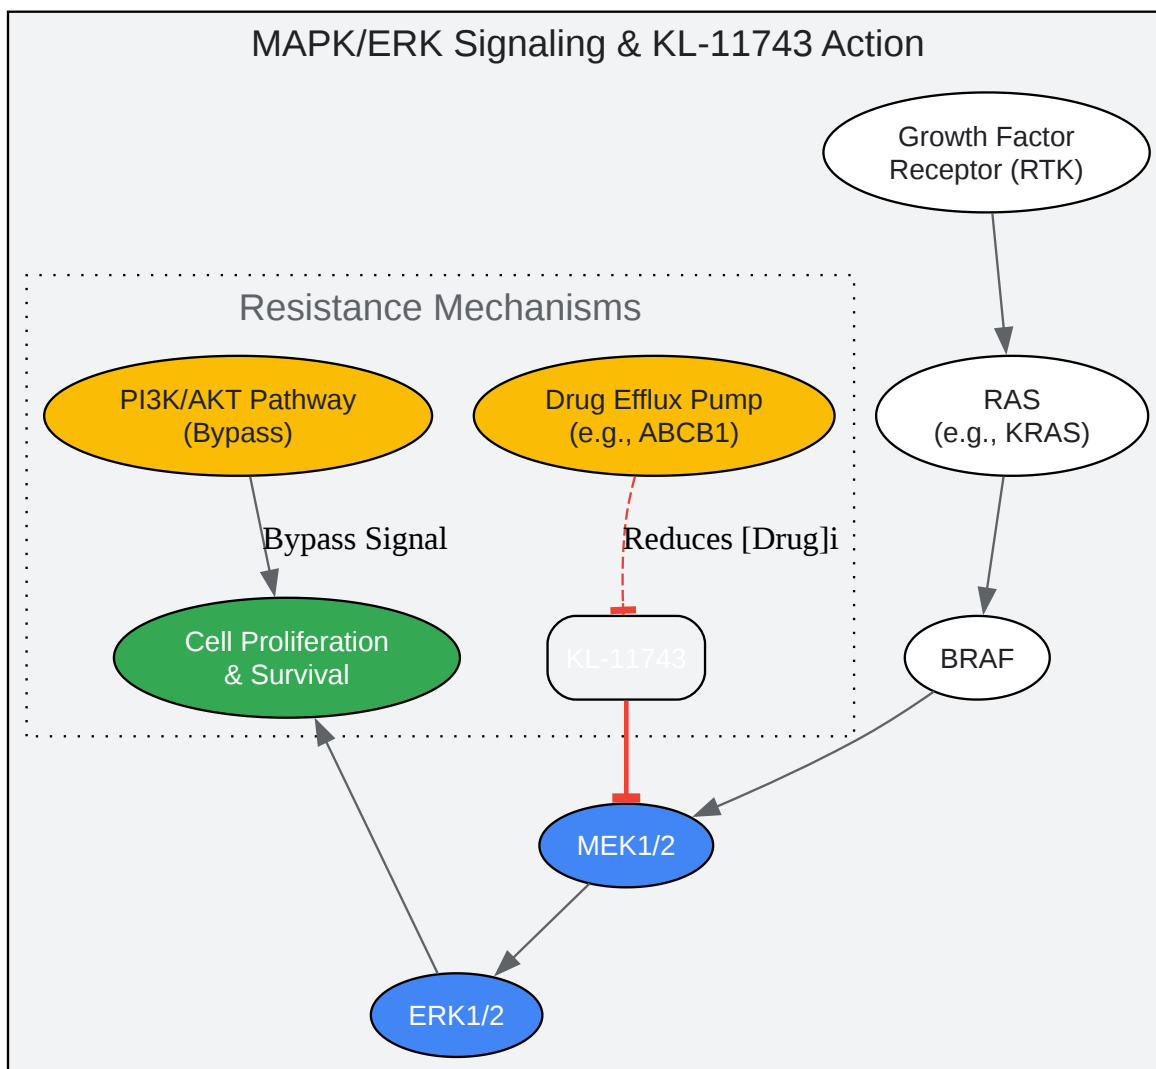 MAPK/ERK Signaling & KL-11743 Action
Growth Factor
Receptor (RTK)
Resistance Mechanisms
PI3K/AKT Pathway
(Bypass)
Drug Efflux Pump
(e.g., ABCB1)
RAS
(e.g., KRAS)
Bypass Signal
Reduces [Drug]i
Cell Proliferation
& Survival
KL-11743
BRAF
MEK1/2
ERK1/2